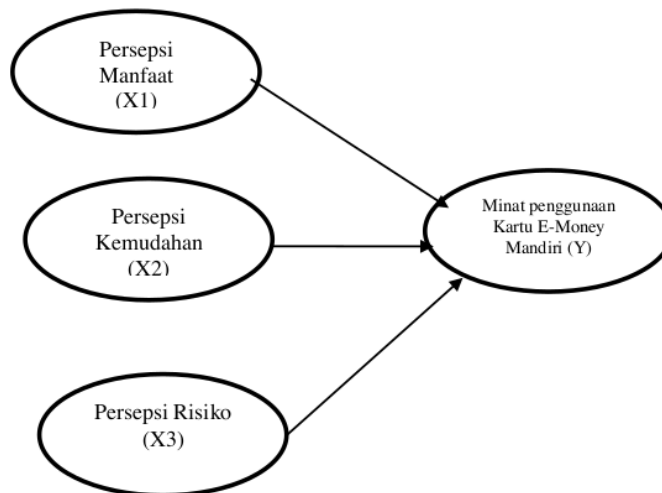 Persepsi
Manfaat
(X1)
Persepsi
Kemudahan
(X2)
Minat penggunaan
Kartu E-Money
Mandiri (Y)
Persepsi Risiko
(X3)